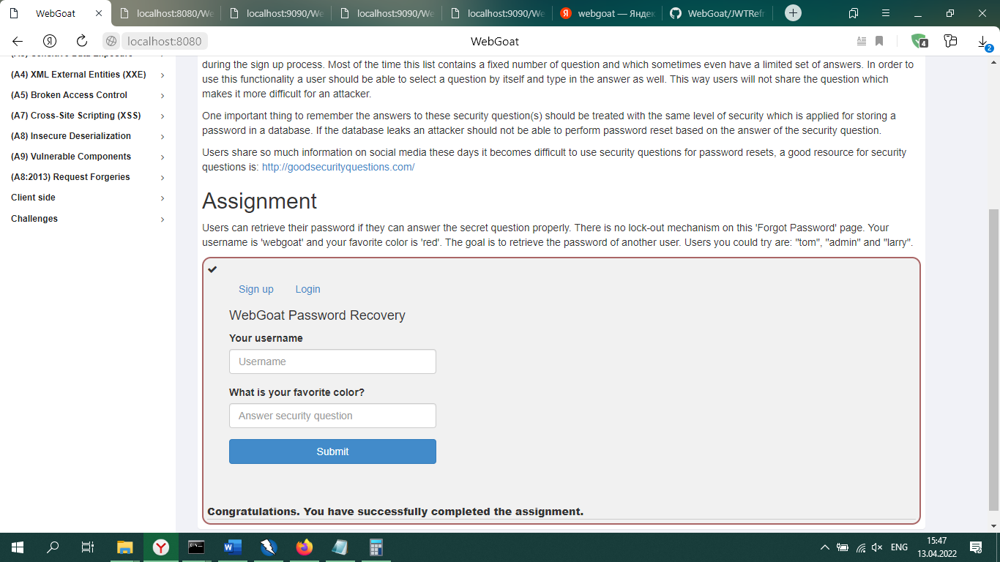 WebGoat
localhost:8080/We
localhost:9090/We
localhost:9090/We
localhost:9090/We
webgoat — Яндек
WebGoat/JWTRefr
localhost:8080
WebGoat
4
2
(A4) XML External Entities (XXE)
(A5) Broken Access Control
(A7) Cross-Site Scripting (XSS)
(A8) Insecure Deserialization
(A9) Vulnerable Components
(A8:2013) Request Forgeries
Client side
Challenges
during the sign up process. Most of the time this list contains a fixed number of question and which sometimes even have a limited set of answers. In order to
use this functionality a user should be able to select a question by itself and type in the answer as well. This way users will not share the question which
makes it more difficult for an attacker.
One important thing to remember the answers to these security question(s) should be treated with the same level of security which is applied for storing a
password in a database. If the database leaks an attacker should not be able to perform password reset based on the answer of the security question.
Users share so much information on social media these days it becomes difficult to use security questions for password resets, a good resource for security
questions is: http://goodsecurityquestions.com/
Assignment
Users can retrieve their password if they can answer the secret question properly. There is no lock-out mechanism on this 'Forgot Password' page. Your
username is 'webgoat' and your favorite color is 'red'. The goal is to retrieve the password of another user. Users you could try are: "tom", "admin" and "larry".
Sign up
Login
WebGoat Password Recovery
Your username
Username
What is your favorite color?
Answer security question
Submit
Congratulations. You have successfully completed the assignment.
ENG
15:47
13.04.2022